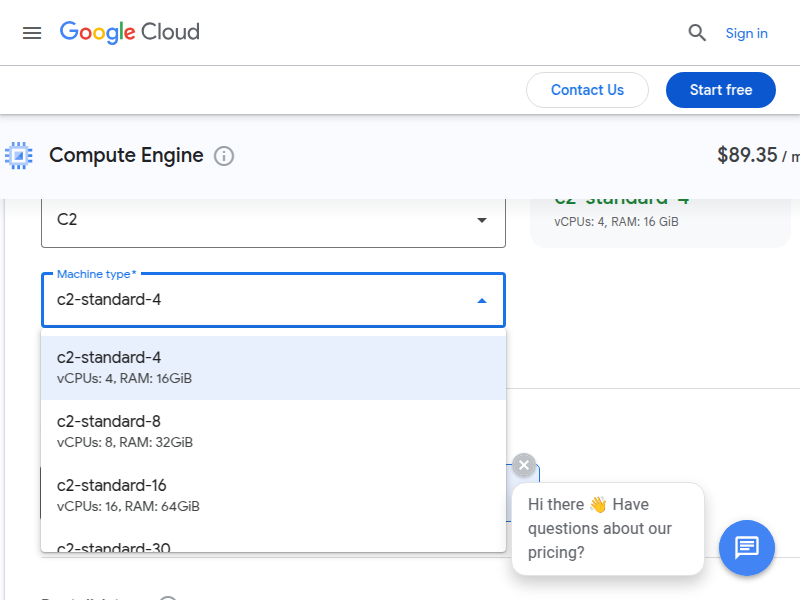 Google Cloud
Sign in
Contact Us
Start free
Compute Engine
$89.35 / m
C2
c2-standard-4
vCPUs: 4, RAM: 16 GiB
Machine type*
c2-standard-4
c2-standard-4
vCPUs: 4, RAM: 16GiB
c2-standard-8
vCPUs: 8, RAM: 32GiB
c2-standard-16
vCPUs: 16, RAM: 64GiB
c2-standard-30
Hi there 👋 Have
questions about our
pricing?